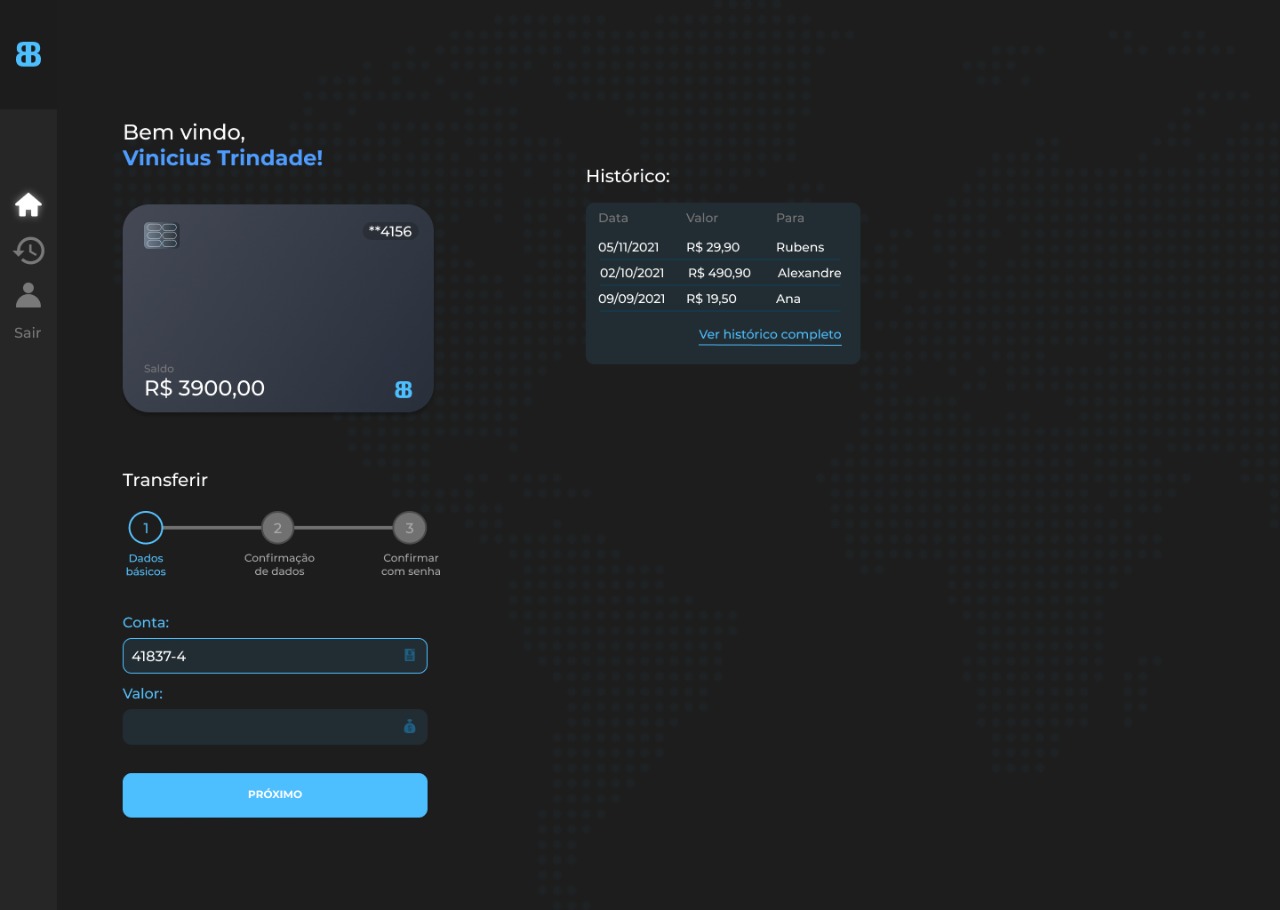 Bem vindo,
Vinicius Trindade!
Sair
**4156
Saldo
R$ 3900,00
Histórico:
Data Valor Para
05/11/2021 R$ 29,90 Rubens
02/10/2021 R$ 490,90 Alexandre
09/09/2021 R$ 19,50 Ana
Ver histórico completo
Transferir
1 2 3
Dados Confirmação Confirmar
básicos de dados com senha
Conta:
41837-4
Valor:
PRÓXIMO